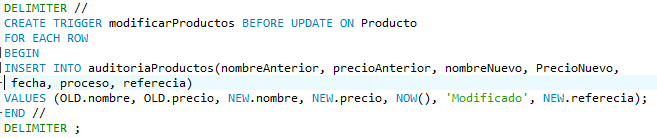 DELIMITER //
CREATE TRIGGER modificarProductos BEFORE UPDATE ON Producto
FOR EACH ROW
BEGIN
INSERT INTO auditoriaProductos(nombreAnterior, precioAnterior, nombreNuevo, PrecioNuevo,
fecha, proceso, referecia)
VALUES (OLD.nombre, OLD.precio, NEW.nombre, NEW.precio, NOW(), 'Modificado', NEW.referecia);
END //
DELIMITER ;